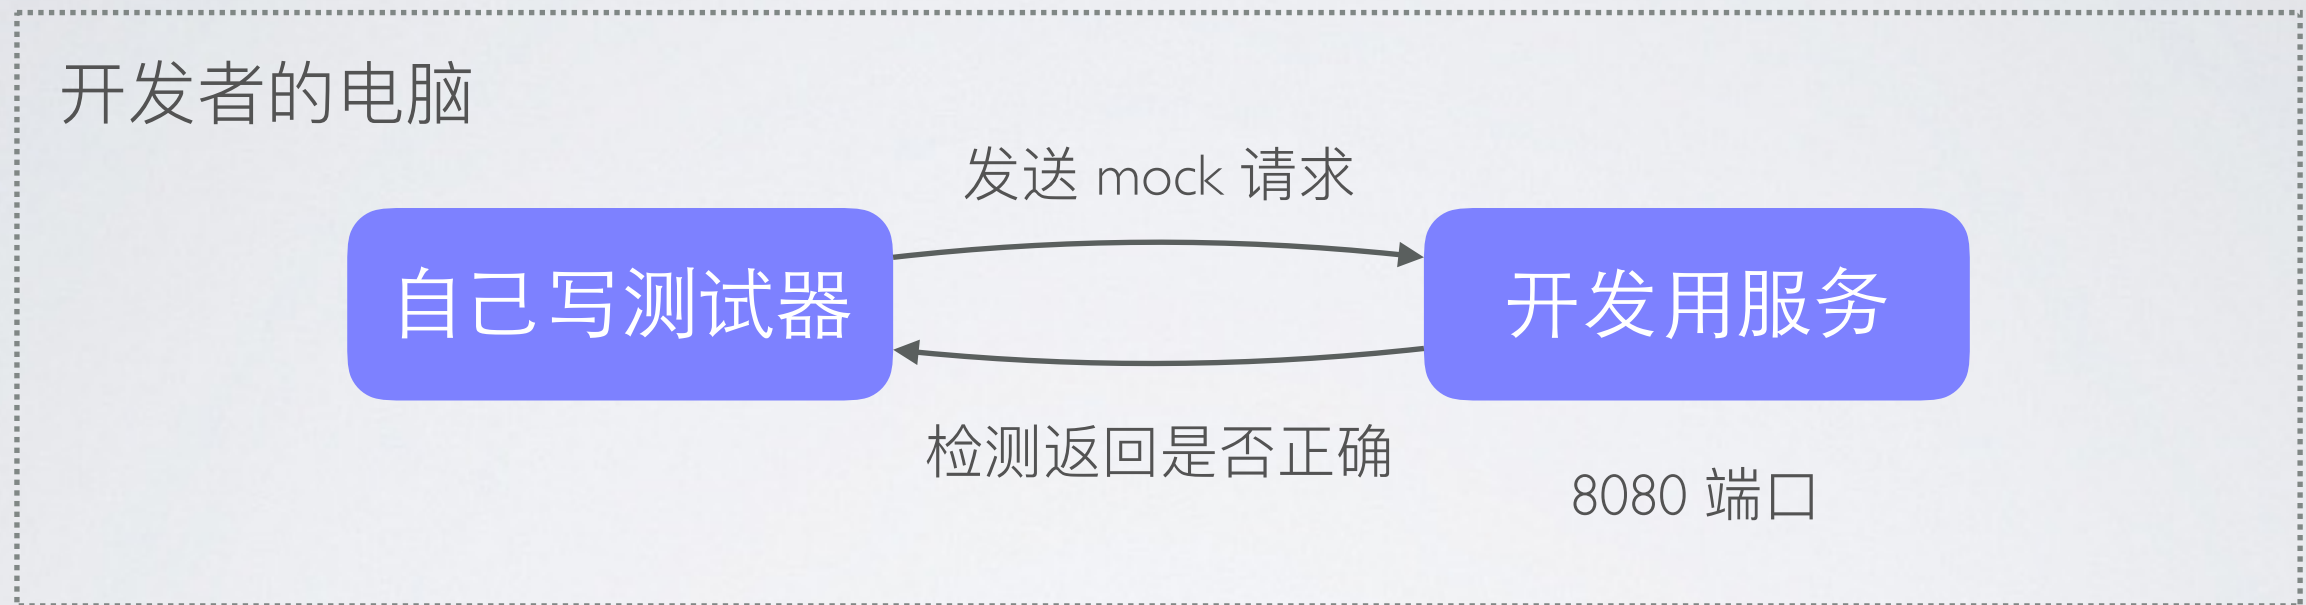 开发者的电脑
发送 mock 请求
自己写测试器
开发用服务
检测返回是否正确
8080 端口